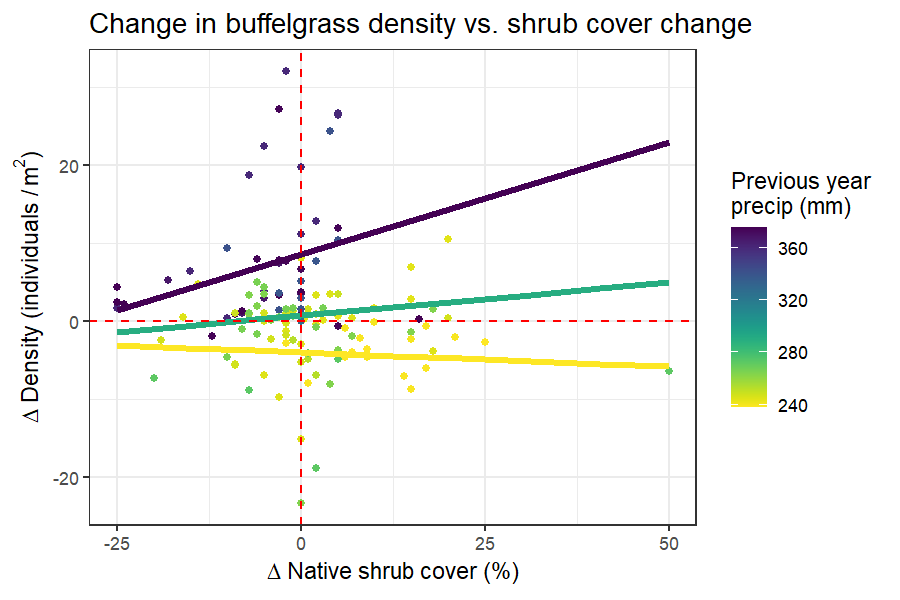 Change in buffelgrass density vs. shrub cover change
Δ Density (individuals / m²)
20
0
-20
-25
0
25
50
Δ Native shrub cover (%)
Previous year
precip (mm)
360
320
280
240